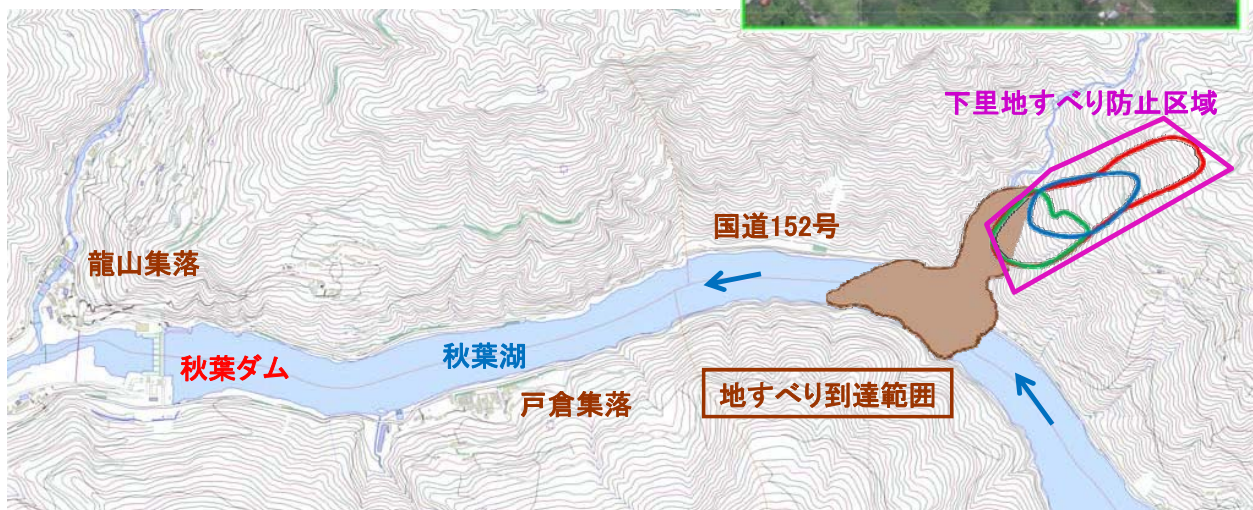 下里地すべり防止区域
国道152号
龍山集落
秋葉ダム
秋葉湖
戸倉集落
地すべり到達範囲